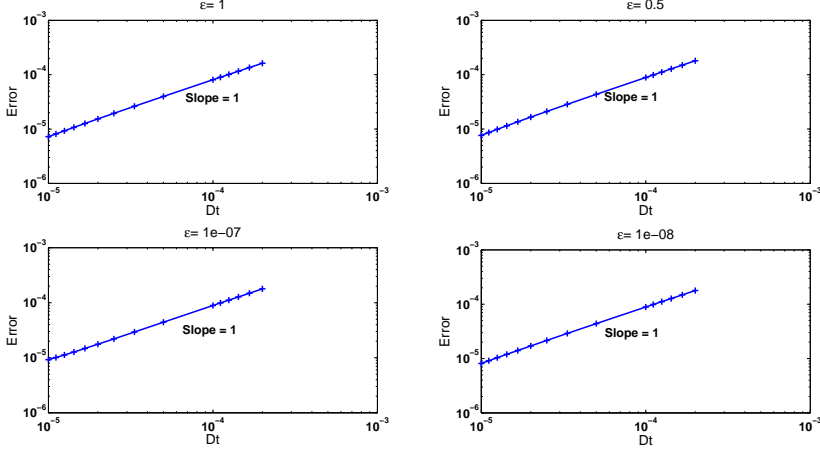 ε= 1
10⁻³
10⁻⁴
10⁻⁵
10⁻⁶
Error
Slope = 1
10⁻⁵
10⁻⁴
10⁻³
Dt
ε= 0.5
10⁻³
10⁻⁴
10⁻⁵
10⁻⁶
Error
Slope = 1
10⁻⁵
10⁻⁴
10⁻³
Dt
ε= 1e−07
10⁻³
10⁻⁴
10⁻⁵
10⁻⁶
Error
Slope = 1
10⁻⁵
10⁻⁴
10⁻³
Dt
ε= 1e−08
10⁻³
10⁻⁴
10⁻⁵
10⁻⁶
Error
Slope = 1
10⁻⁵
10⁻⁴
10⁻³
Dt